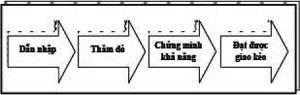 Dẫn nhập
Thăm dò
Chứng minh
khả năng
Đạt được
giao kèo